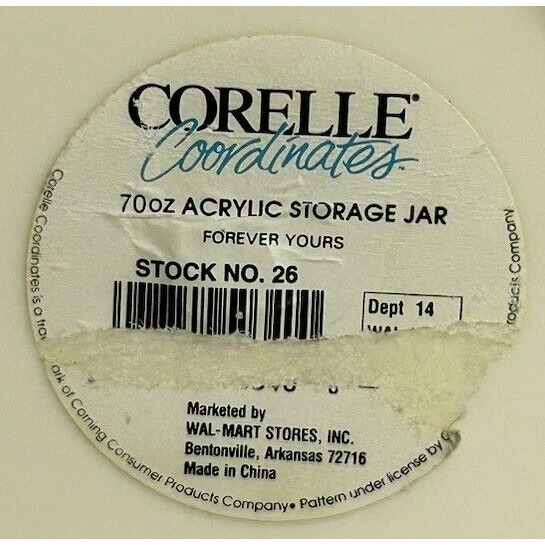 CORELLE®
Coordinates
70oz ACRYLIC STORAGE JAR
FOREVER YOURS
STOCK NO. 26
Dept 14
Marketed by
WAL-MART STORES, INC.
Bentonville, Arkansas 72716
Made in China
Corelle Coordinates is a
of Corning Consumer Products Company• Pattern under license by
Company